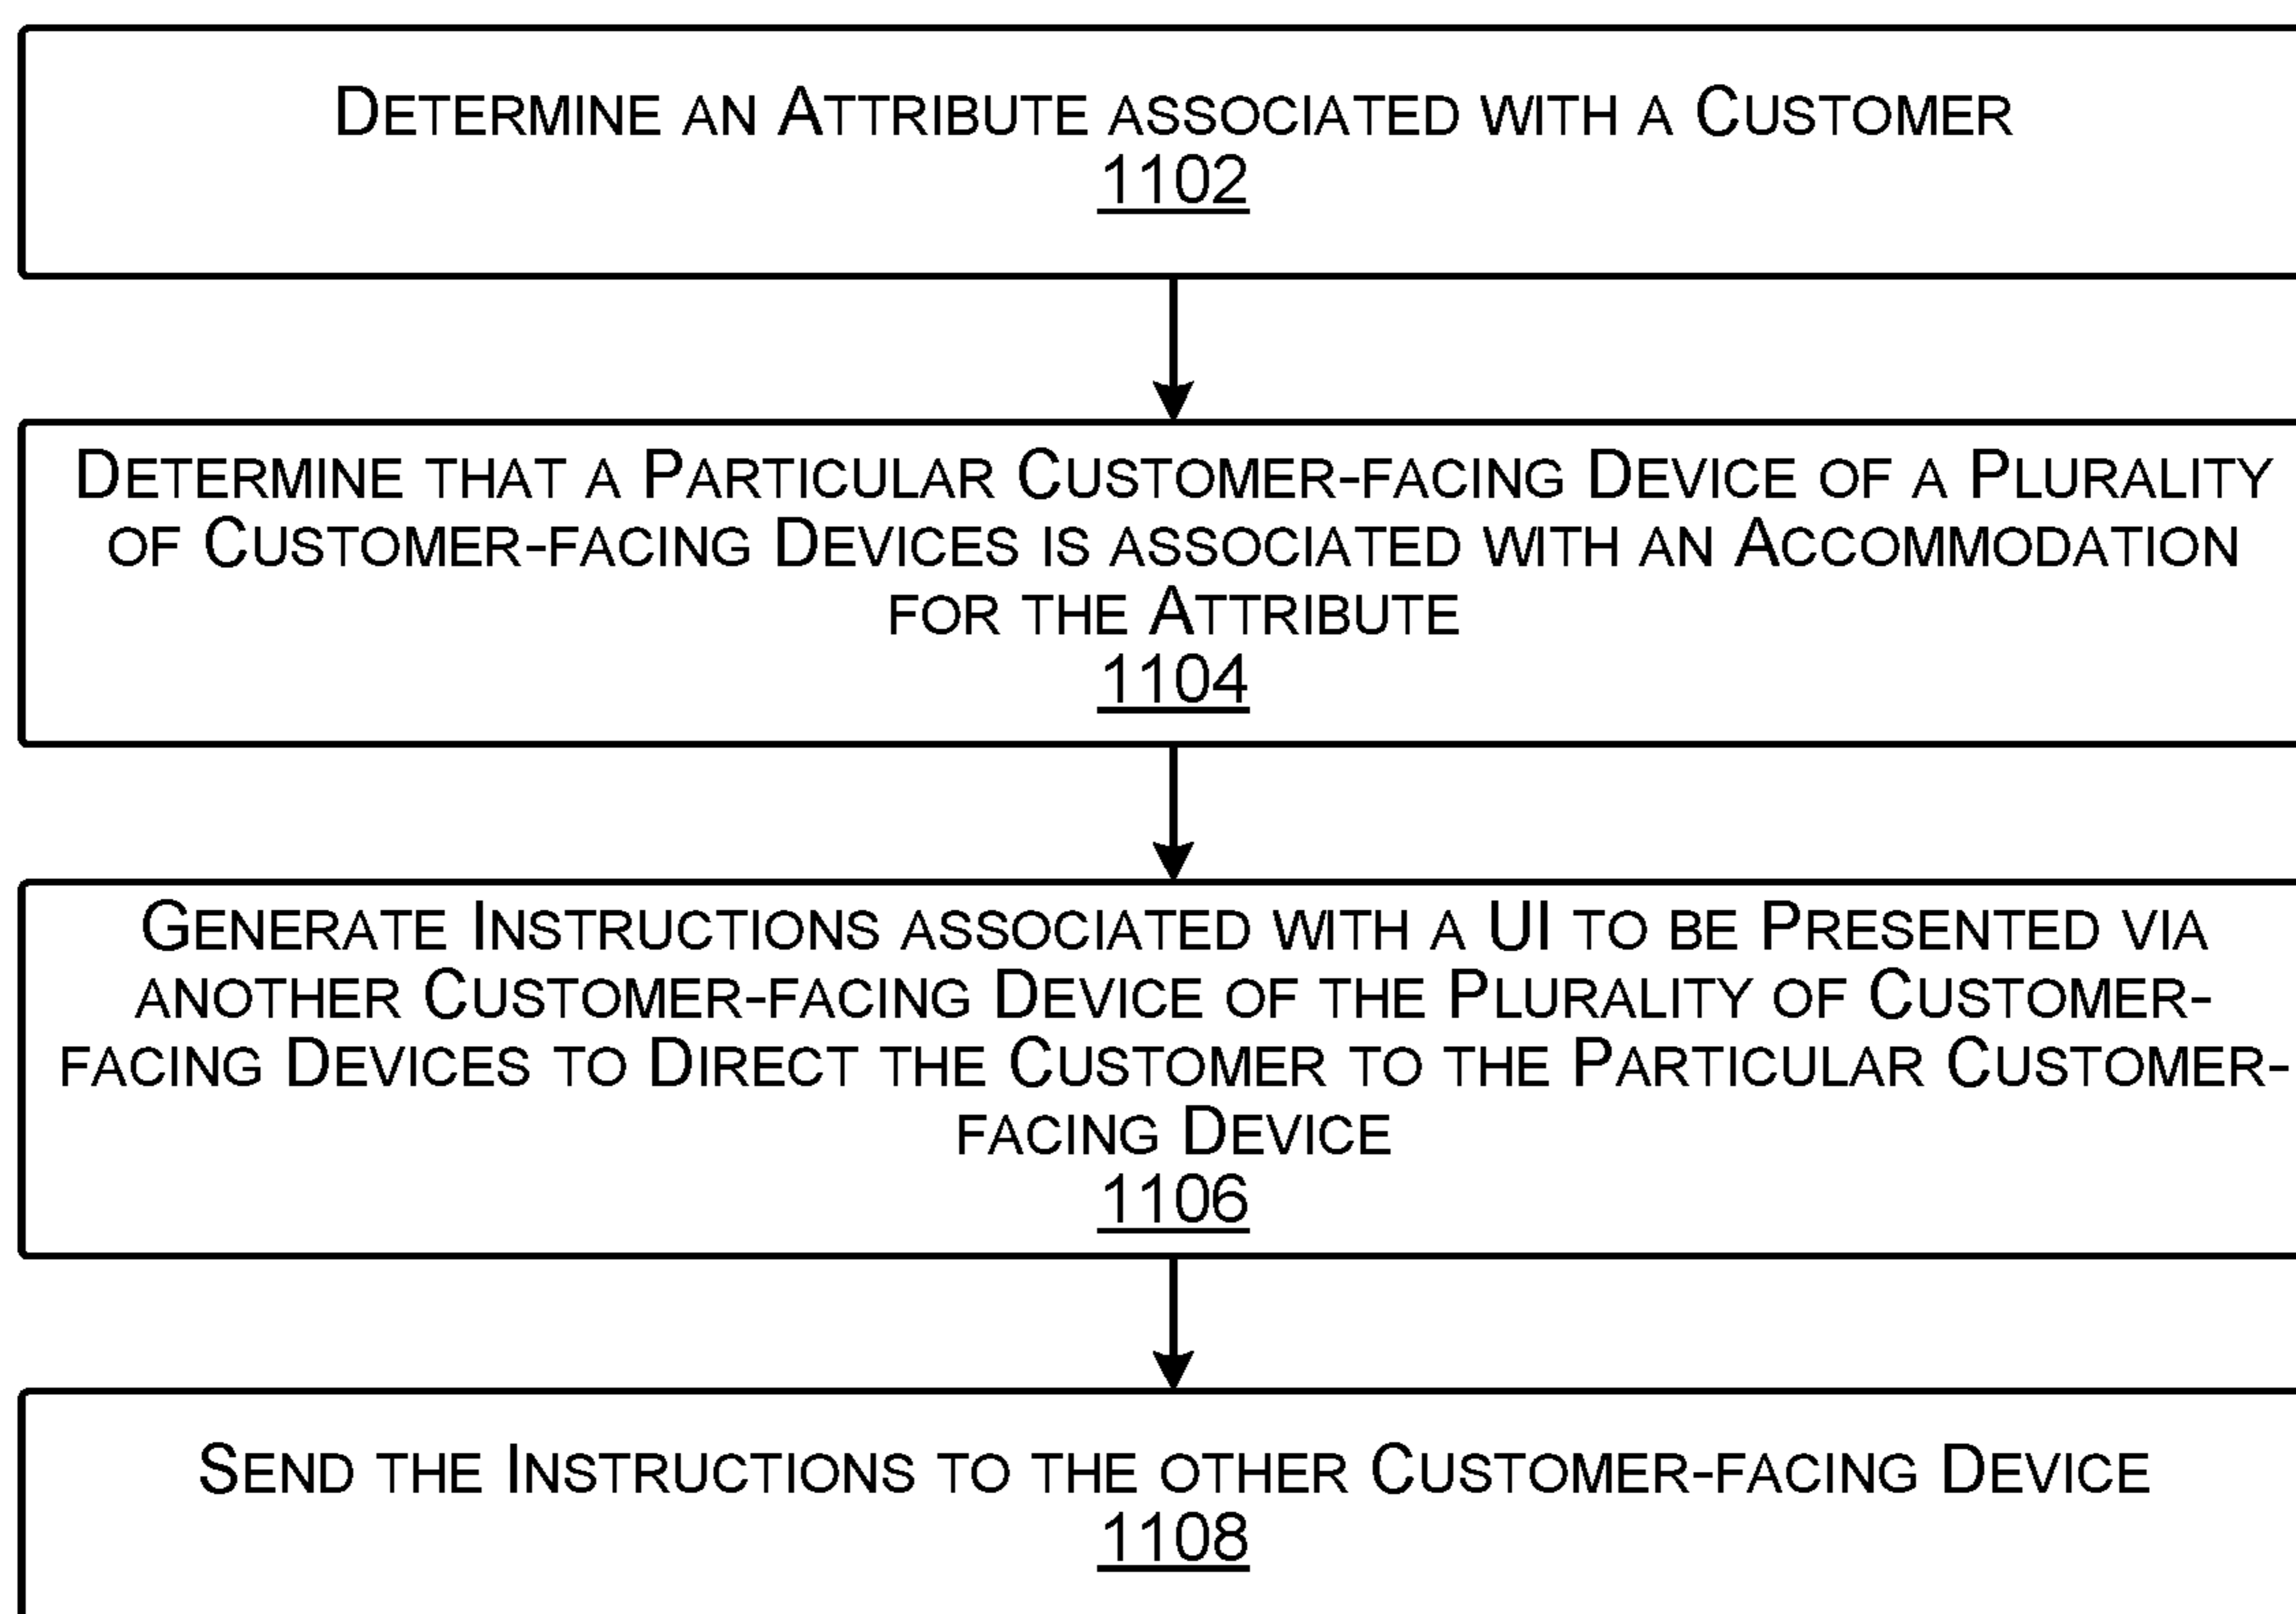 DETERMINE AN ATTRIBUTE ASSOCIATED WITH A CUSTOMER
1102
DETERMINE THAT A PARTICULAR CUSTOMER-FACING DEVICE OF A PLURALITY
OF CUSTOMER-FACING DEVICES IS ASSOCIATED WITH AN ACCOMMODATION
FOR THE ATTRIBUTE
1104
GENERATE INSTRUCTIONS ASSOCIATED WITH A UI TO BE PRESENTED VIA
ANOTHER CUSTOMER-FACING DEVICE OF THE PLURALITY OF CUSTOMER-
FACING DEVICES TO DIRECT THE CUSTOMER TO THE PARTICULAR CUSTOMER-
FACING DEVICE
1106
SEND THE INSTRUCTIONS TO THE OTHER CUSTOMER-FACING DEVICE
1108